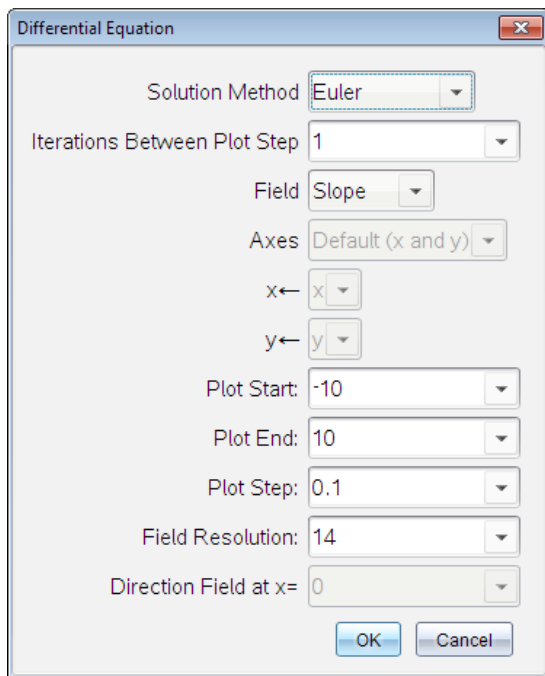 Differential Equation
Solution Method Euler
Iterations Between Plot Step 1
Field Slope
Axes Default (x and y)
x← x
y← y
Plot Start: -10
Plot End: 10
Plot Step: 0.1
Field Resolution: 14
Direction Field at x= 0
OK Cancel